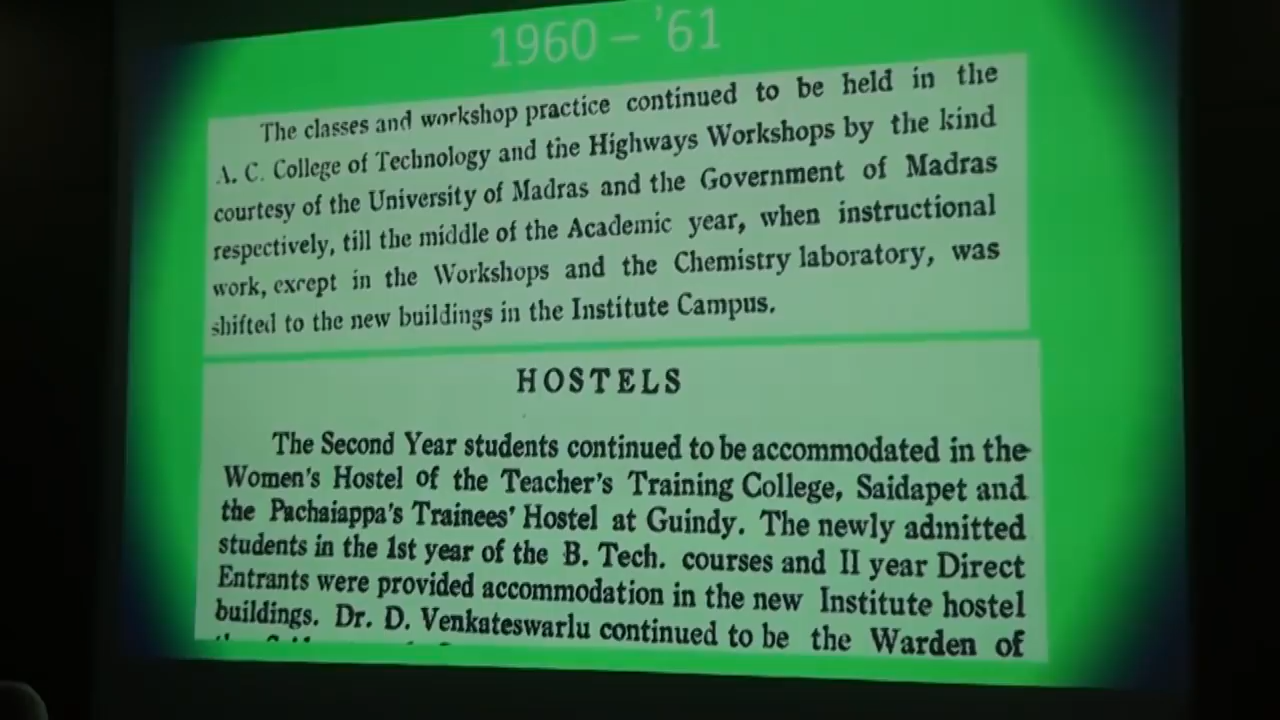 1960 – '61
The classes and workshop practice continued to be held in the
A. C. College of Technology and the Highways Workshops by the kind
courtesy of the University of Madras and the Government of Madras
respectively, till the middle of the Academic year, when instructional
work, except in the Workshops and the Chemistry laboratory, was
shifted to the new buildings in the Institute Campus.
HOSTELS
The Second Year students continued to be accommodated in the
Women's Hostel of the Teacher's Training College, Saidapet and
the Pachaiappa's Trainees' Hostel at Guindy. The newly admitted
students in the 1st year of the B. Tech. courses and II year Direct
Entrants were provided accommodation in the new Institute hostel
buildings. Dr. D. Venkateswarlu continued to be the Warden of